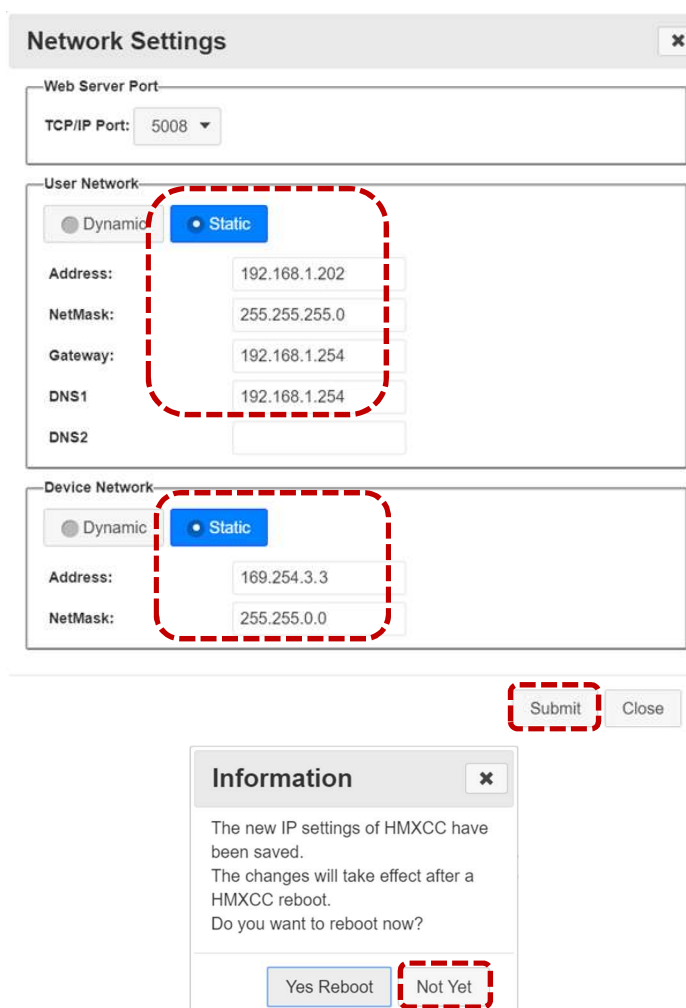 Network Settings
Web Server Port
TCP/IP Port: 5008
User Network
Dynamic Static
Address: 192.168.1.202
NetMask: 255.255.255.0
Gateway: 192.168.1.254
DNS1 192.168.1.254
DNS2
Device Network
Dynamic Static
Address: 169.254.3.3
NetMask: 255.255.0.0
Submit Close
Information
The new IP settings of HMXCC have
been saved.
The changes will take effect after a
HMXCC reboot.
Do you want to reboot now?
Yes Reboot Not Yet